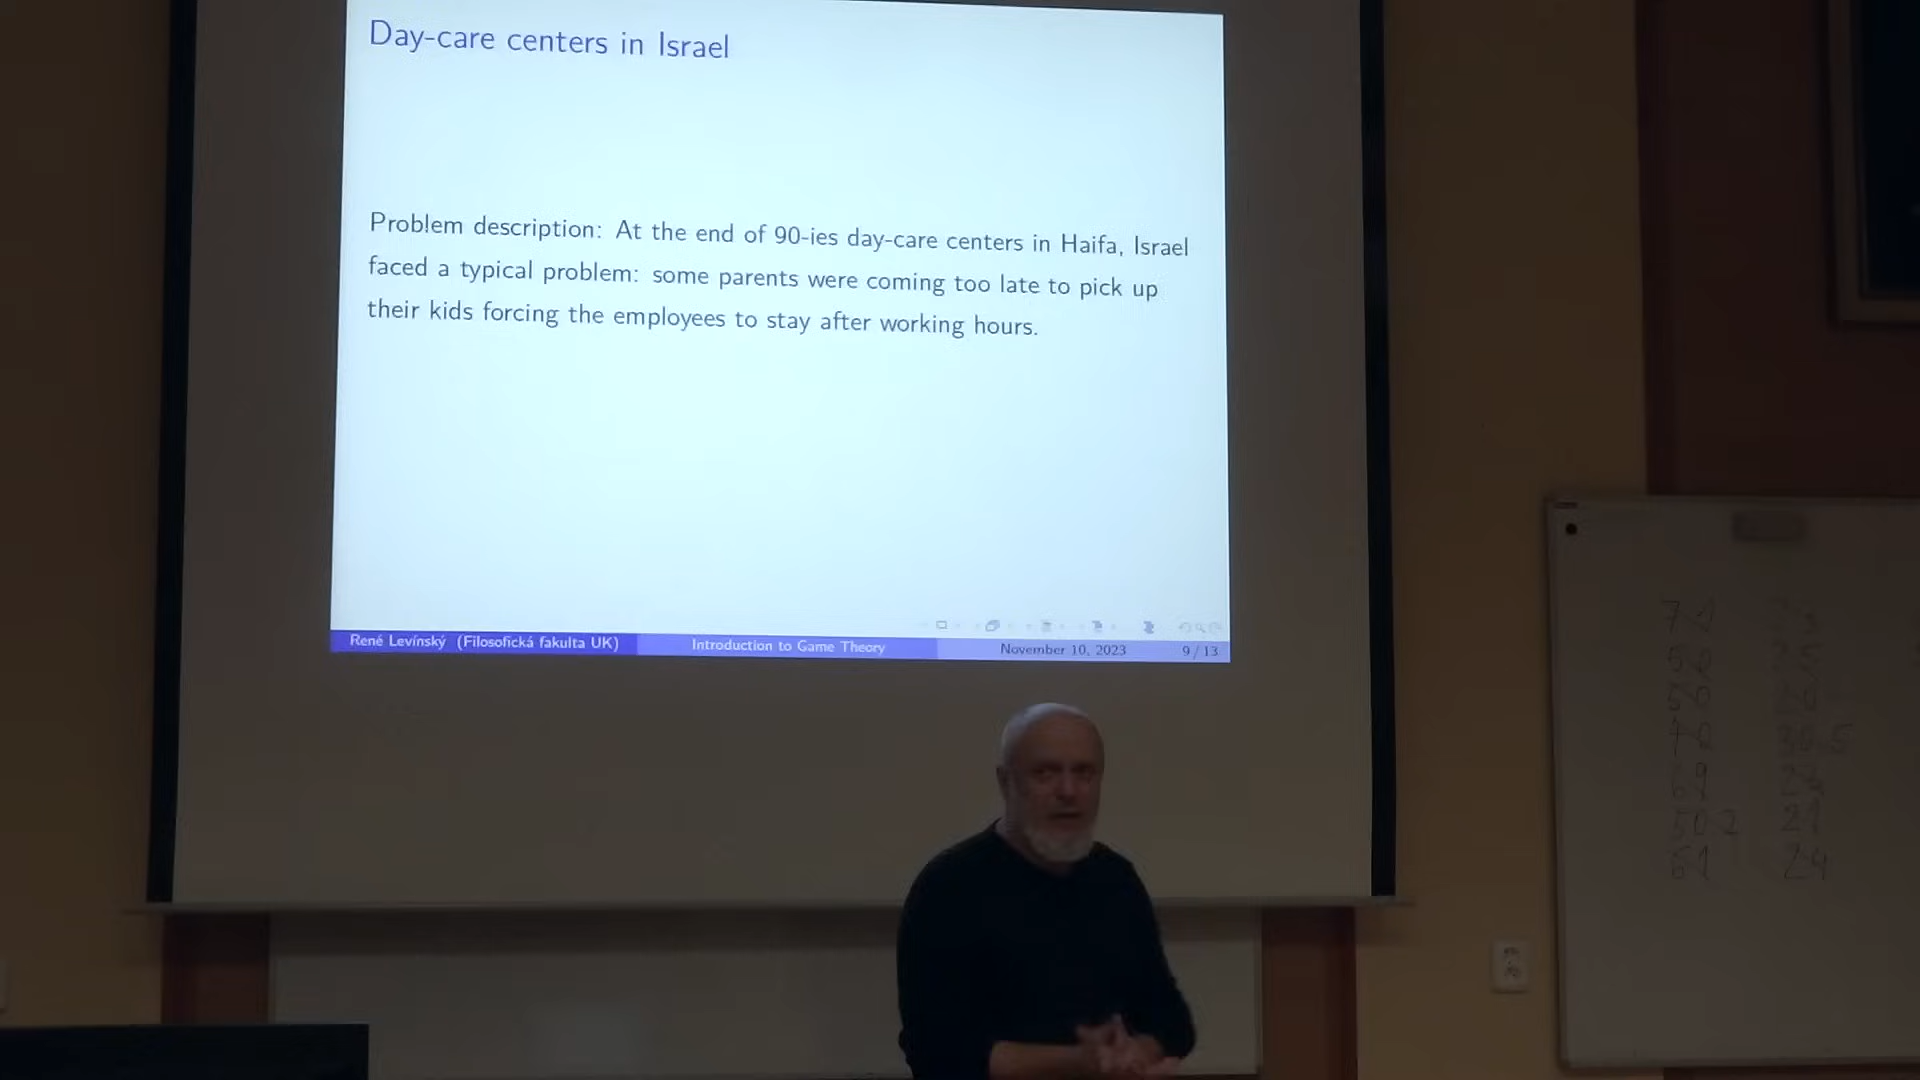 Day-care centers in Israel
Problem description: At the end of 90-ies day-care centers in Haifa, Israel
faced a typical problem: some parents were coming too late to pick up
their kids forcing the employees to stay after working hours.
René Levínský (Filosofická fakulta UK) Introduction to Game Theory November 10, 2023 9 / 13
61 24